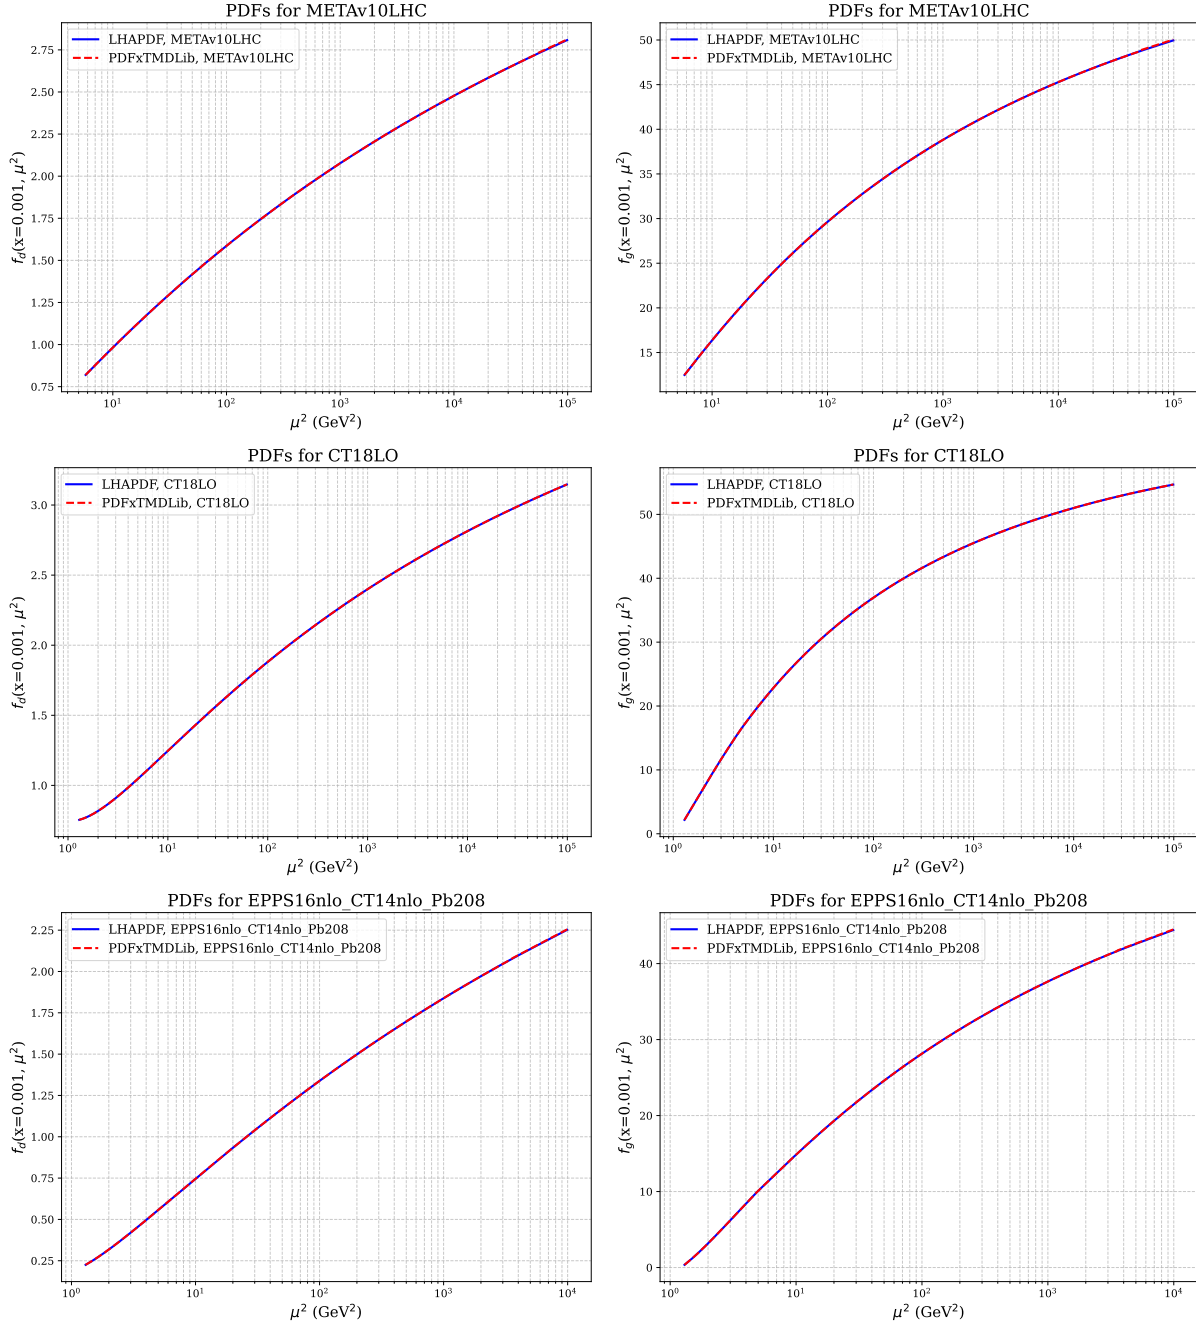 PDFs for METAv10LHC
LHAPDF, METAv10LHC
PDFxTMDLib, METAv10LHC
2.75
2.50
2.25
2.00
1.75
1.50
1.25
1.00
0.75
f_d(x=0.001, μ²)
10¹ 10² 10³ 10⁴ 10⁵
μ² (GeV²)
PDFs for METAv10LHC
LHAPDF, METAv10LHC
PDFxTMDLib, METAv10LHC
50
45
40
35
30
25
20
15
f_g(x=0.001, μ²)
10¹ 10² 10³ 10⁴ 10⁵
μ² (GeV²)
PDFs for CT18LO
LHAPDF, CT18LO
PDFxTMDLib, CT18LO
3.0
2.5
2.0
1.5
1.0
f_d(x=0.001, μ²)
10⁰ 10¹ 10² 10³ 10⁴ 10⁵
μ² (GeV²)
PDFs for CT18LO
LHAPDF, CT18LO
PDFxTMDLib, CT18LO
50
40
30
20
10
0
f_g(x=0.001, μ²)
10⁰ 10¹ 10² 10³ 10⁴ 10⁵
μ² (GeV²)
PDFs for EPPS16nlo_CT14nlo_Pb208
LHAPDF, EPPS16nlo_CT14nlo_Pb208
PDFxTMDLib, EPPS16nlo_CT14nlo_Pb208
2.25
2.00
1.75
1.50
1.25
1.00
0.75
0.50
0.25
f_d(x=0.001, μ²)
10⁰ 10¹ 10² 10³ 10⁴
μ² (GeV²)
PDFs for EPPS16nlo_CT14nlo_Pb208
LHAPDF, EPPS16nlo_CT14nlo_Pb208
PDFxTMDLib, EPPS16nlo_CT14nlo_Pb208
40
30
20
10
0
f_g(x=0.001, μ²)
10⁰ 10¹ 10² 10³ 10⁴
μ² (GeV²)